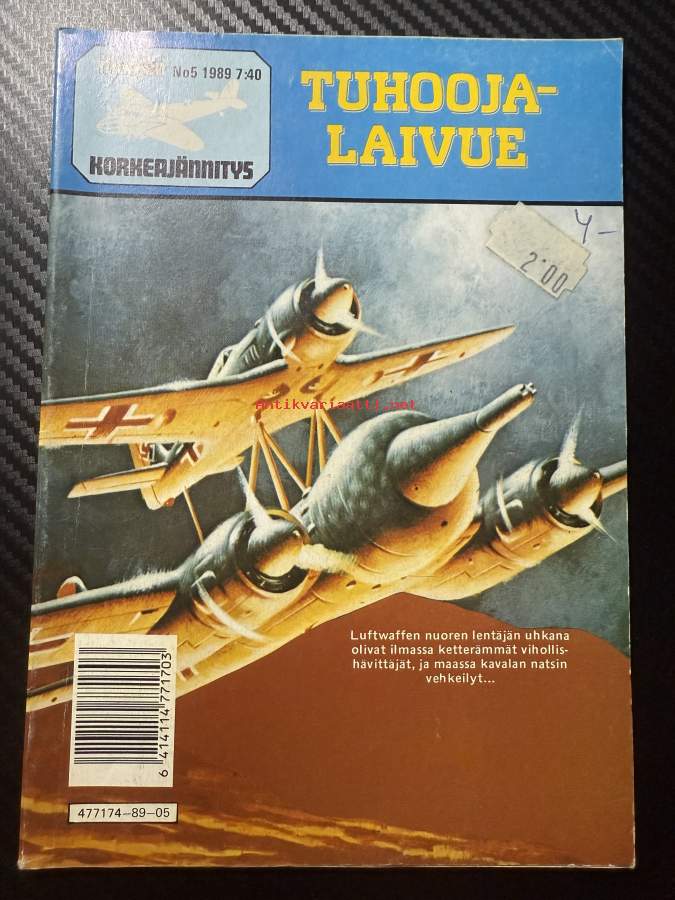 No5 1989 7:40
KORKEAJÄNNITYS
TUHOOJA-
LAIVUE
4-
2.00
antikvariaatti.net
Luftwaffen nuoren lentäjän uhkana
olivat ilmassa ketterämmät vihollis-
hävittäjät, ja maassa kavalan natsin
vehkeilyt...
6 414114 771703
477174-89-05